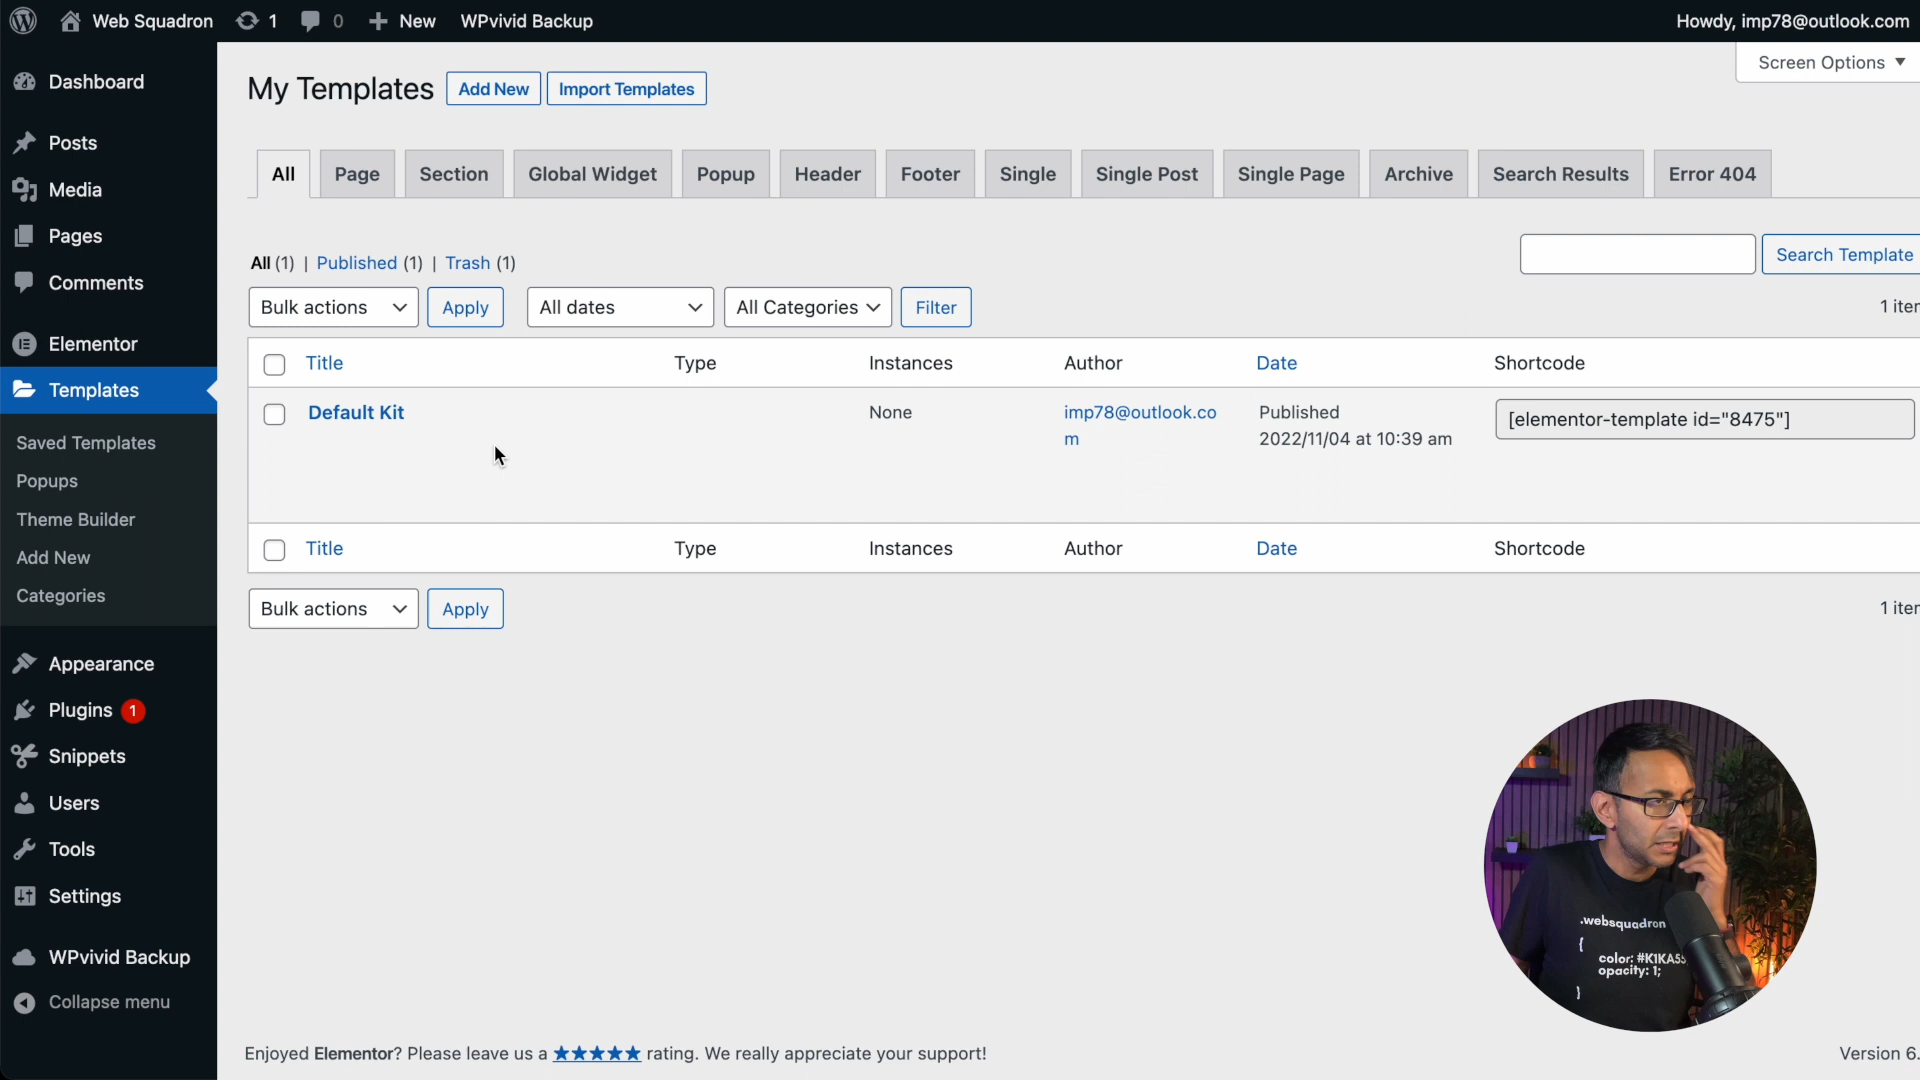 Web Squadron 1 0 New WPvivid Backup Howdy, imp78@outlook.com
Screen Options
Dashboard
Posts
Media
Pages
Comments
Elementor
Templates
Saved Templates
Popups
Theme Builder
Add New
Categories
Appearance
Plugins 1
Snippets
Users
Tools
Settings
WPvivid Backup
Collapse menu
My Templates Add New Import Templates
All Page Section Global Widget Popup Header Footer Single Single Post Single Page Archive Search Results Error 404
All (1) | Published (1) | Trash (1)
Search Template
Bulk actions Apply All dates All Categories Filter
1 iter
Title Type Instances Author Date Shortcode
Default Kit None imp78@outlook.co Published [elementor-template id="8475"]
m 2022/11/04 at 10:39 am
Title Type Instances Author Date Shortcode
Bulk actions Apply
1 iter
.websquadron
{
color: #K1KA55
opacity: 1;
}
Enjoyed Elementor? Please leave us a ★★★★★ rating. We really appreciate your support!
Version 6.